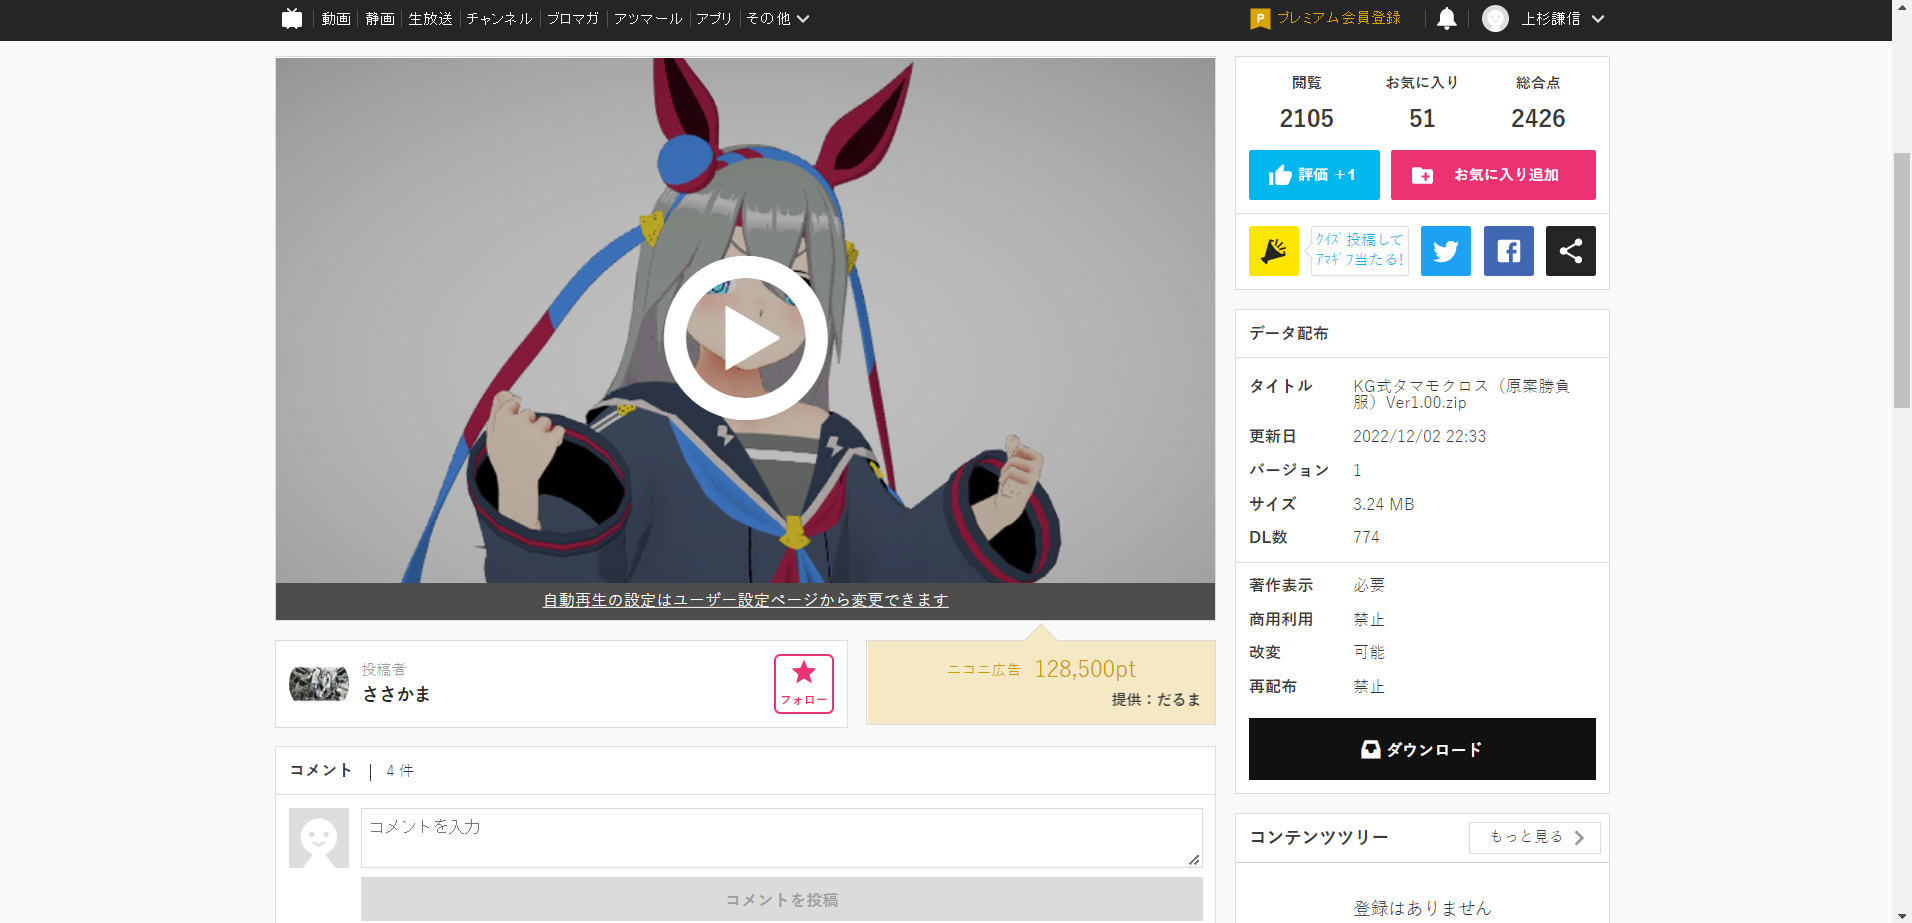 動画 静画 生放送 チャンネル ブロマガ アツマール アプリ その他
P プレミアム会員登録 上杉謙信
自動再生の設定はユーザー設定ページから変更できます
投稿者
ささかま
フォロー
ニコニ広告 128,500pt
提供：だるま
コメント | 4 件
コメントを入力
コメントを投稿
閲覧 お気に入り 総合点
2105 51 2426
評価 +1 お気に入り追加
ｸｲｽﾞ投稿して
ｱﾏｷﾞﾌ当たる!
データ配布
タイトル KG式タマモクロス（原案勝負
服）Ver1.00.zip
更新日 2022/12/02 22:33
バージョン 1
サイズ 3.24 MB
DL数 774
著作表示 必要
商用利用 禁止
改変 可能
再配布 禁止
ダウンロード
コンテンツツリー もっと見る
登録はありません